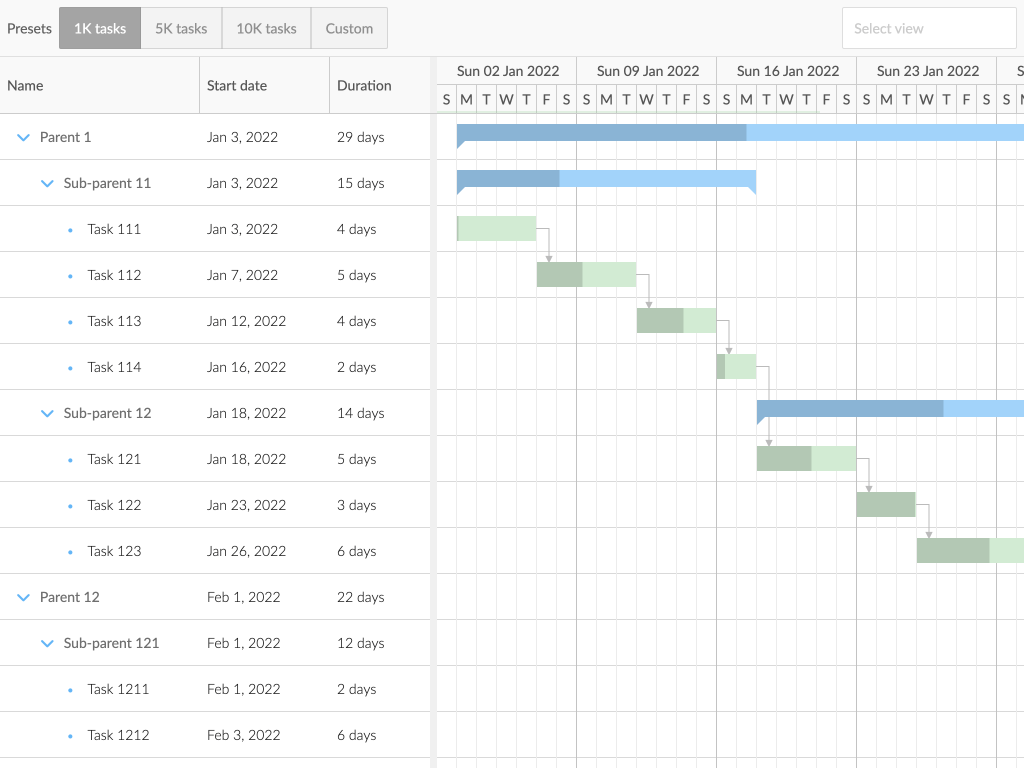 Presets 1K tasks 5K tasks 10K tasks Custom Select view
Name Start date Duration Sun 02 Jan 2022 Sun 09 Jan 2022 Sun 16 Jan 2022 Sun 23 Jan 2022 S
S M T W T F S S M T W T F S S M T W T F S S M T W T F S S M
Parent 1 Jan 3, 2022 29 days
Sub-parent 11 Jan 3, 2022 15 days
Task 111 Jan 3, 2022 4 days
Task 112 Jan 7, 2022 5 days
Task 113 Jan 12, 2022 4 days
Task 114 Jan 16, 2022 2 days
Sub-parent 12 Jan 18, 2022 14 days
Task 121 Jan 18, 2022 5 days
Task 122 Jan 23, 2022 3 days
Task 123 Jan 26, 2022 6 days
Parent 12 Feb 1, 2022 22 days
Sub-parent 121 Feb 1, 2022 12 days
Task 1211 Feb 1, 2022 2 days
Task 1212 Feb 3, 2022 6 days